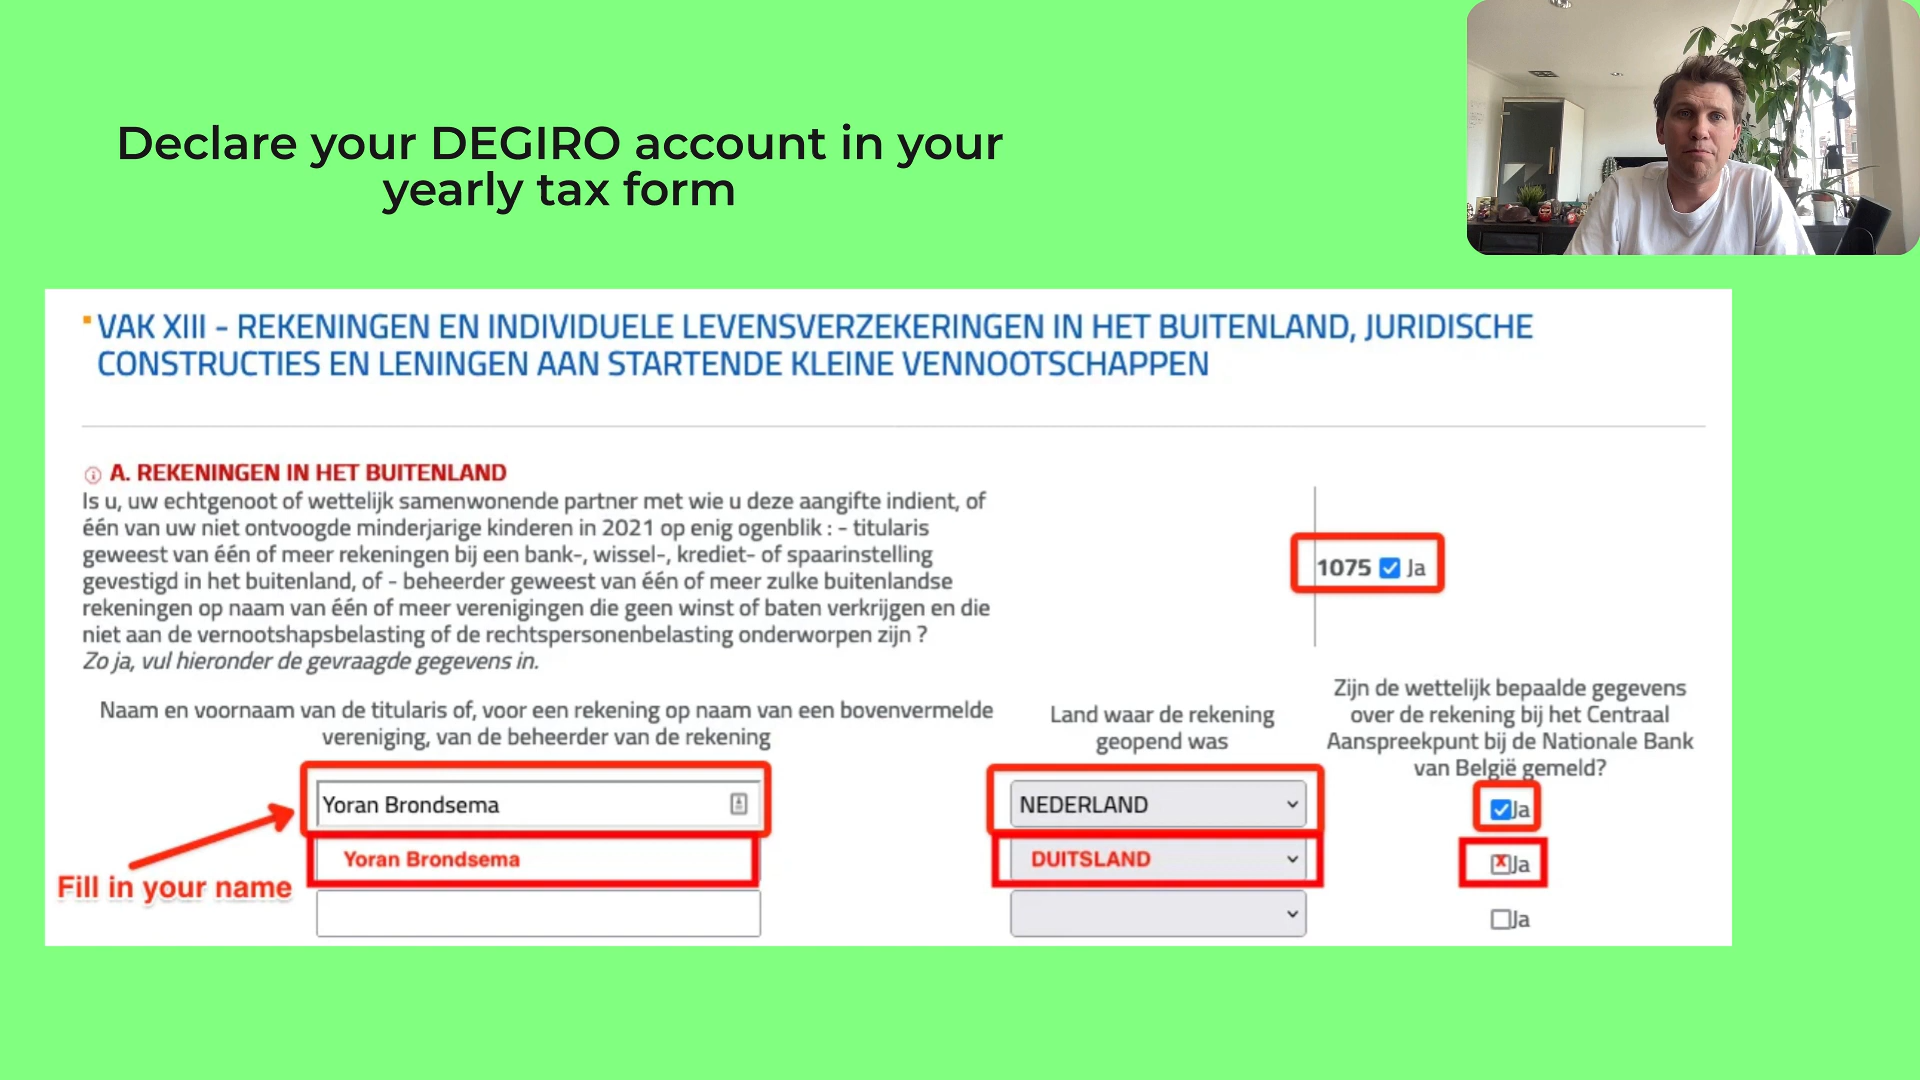 Declare your DEGIRO account in your
yearly tax form
VAK XIII - REKENINGEN EN INDIVIDUELE LEVENSVERZEKERINGEN IN HET BUITENLAND, JURIDISCHE
CONSTRUCTIES EN LENINGEN AAN STARTENDE KLEINE VENNOOTSCHAPPEN
A. REKENINGEN IN HET BUITENLAND
Is u, uw echtgenoot of wettelijk samenwonende partner met wie u deze aangifte indient, of
één van uw niet ontvoogde minderjarige kinderen in 2021 op enig ogenblik : - titularis
geweest van één of meer rekeningen bij een bank-, wissel-, krediet- of spaarinstelling
gevestigd in het buitenland, of - beheerder geweest van één of meer zulke buitenlandse
rekeningen op naam van één of meer verenigingen die geen winst of baten verkrijgen en die
niet aan de vernootshapsbelasting of de rechtspersonenbelasting onderworpen zijn ?
Zo ja, vul hieronder de gevraagde gegevens in.
1075 Ja
Naam en voornaam van de titularis of, voor een rekening op naam van een bovenvermelde
vereniging, van de beheerder van de rekening
Land waar de rekening
geopend was
Zijn de wettelijk bepaalde gegevens
over de rekening bij het Centraal
Aanspreekpunt bij de Nationale Bank
van België gemeld?
Yoran Brondsema
NEDERLAND
Ja
Yoran Brondsema
DUITSLAND
x Ja
Fill in your name
Ja